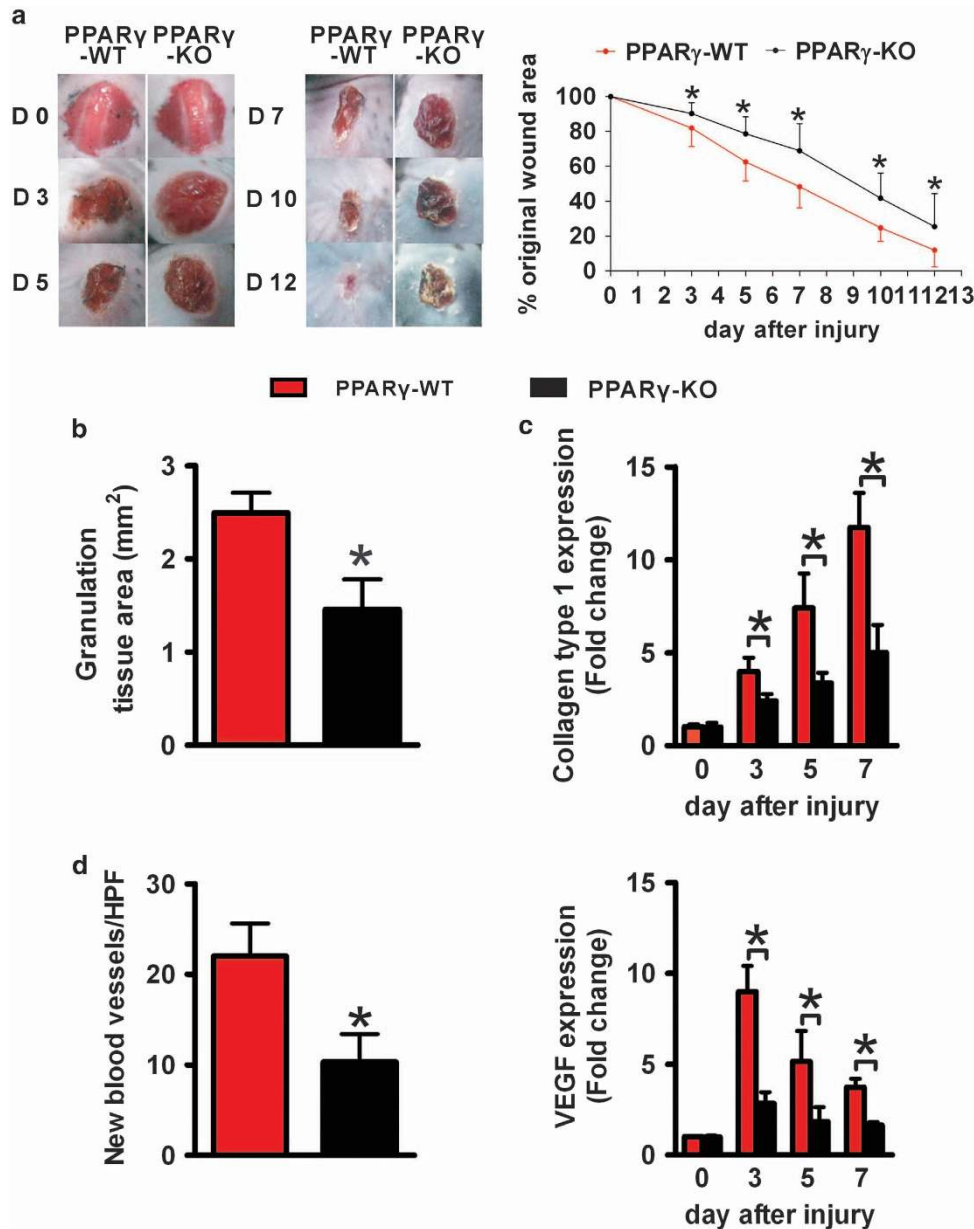 a
PPARγ-WT PPARγ-KO
D 0
D 3
D 5
PPARγ-WT PPARγ-KO
D 7
D 10
D 12
PPARγ-WT PPARγ-KO
% original wound area
100
80
60
40
20
0
* * * * *
0 1 2 3 4 5 6 7 8 9 10 11 12 13
day after injury
PPARγ-WT PPARγ-KO
b
Granulation
tissue area (mm²)
3
2
1
0
*
c
Collagen type 1 expression
(Fold change)
15
10
5
0
* * *
0 3 5 7
day after injury
d
New blood vessels/HPF
30
20
10
0
*
VEGF expression
(Fold change)
15
10
5
0
* * *
0 3 5 7
day after injury